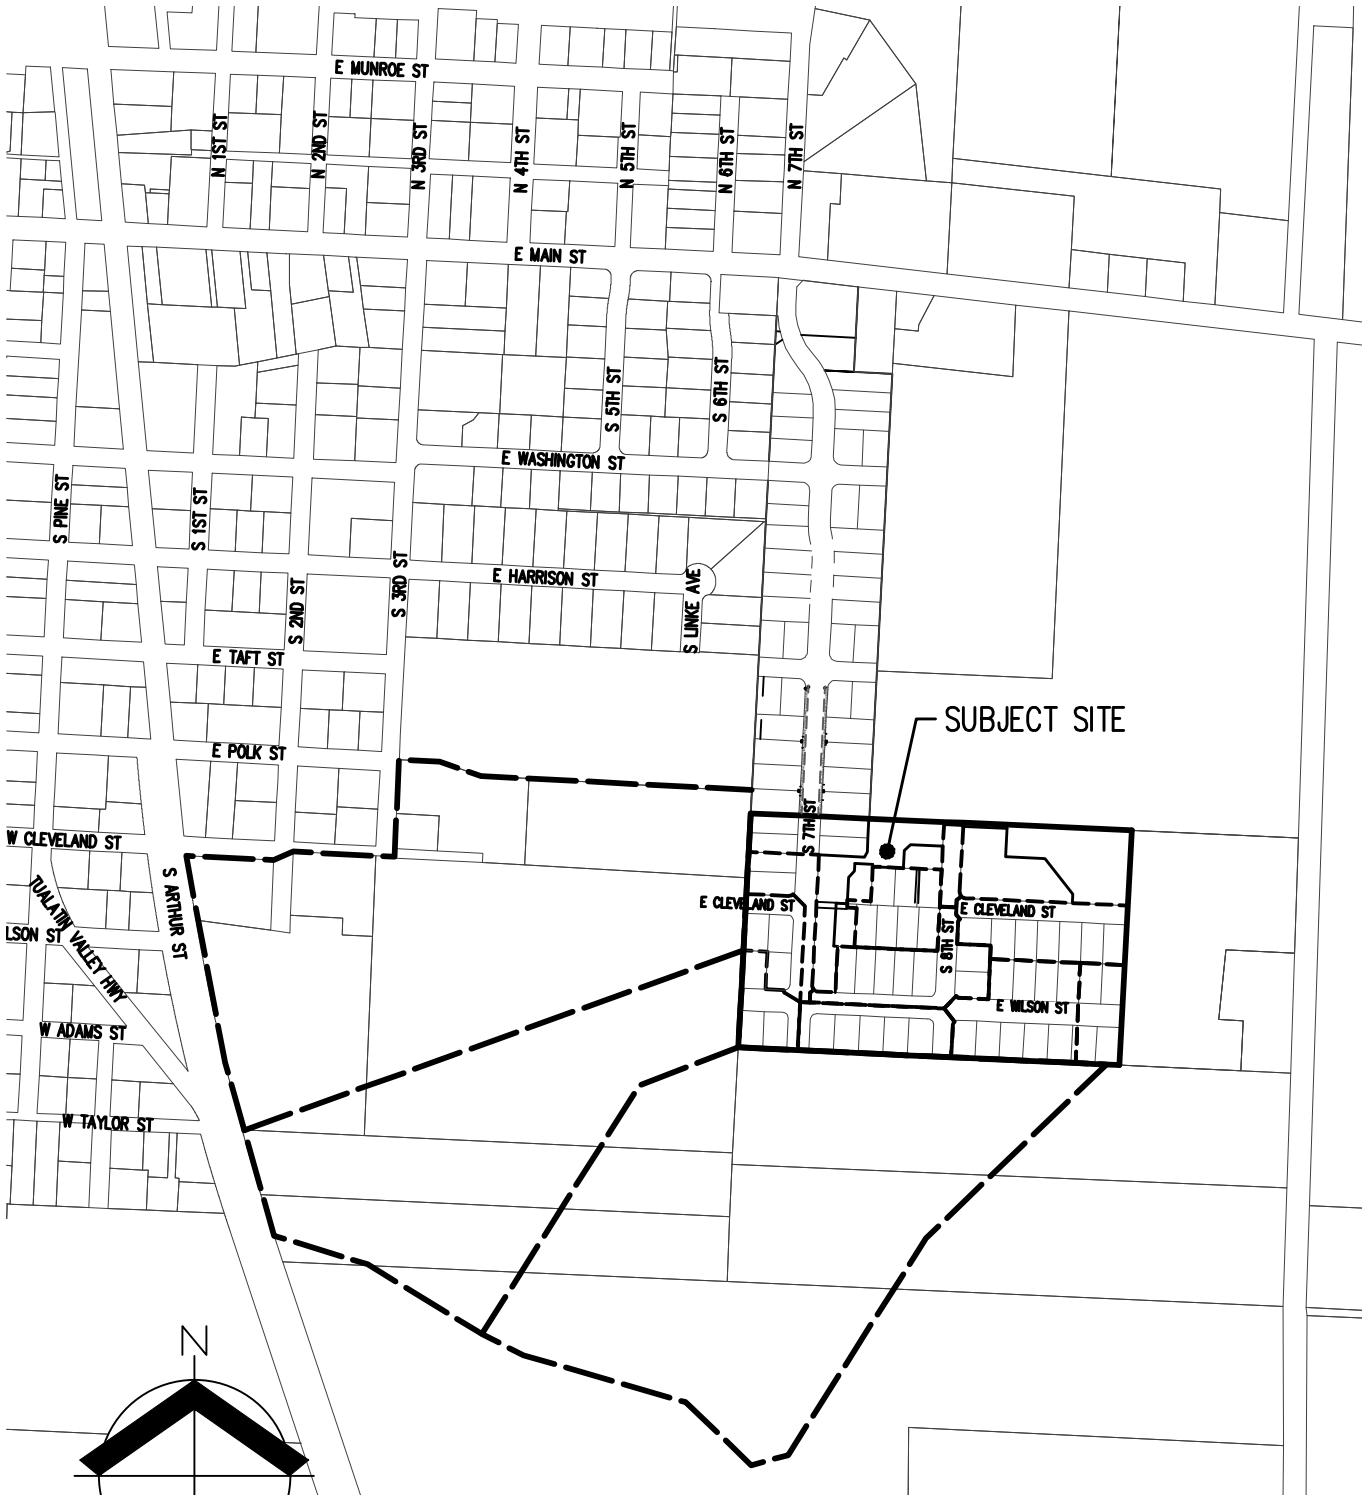 E MUNROE ST
N 1ST ST
N 2ND ST
N 3RD ST
N 4TH ST
N 5TH ST
N 6TH ST
N 7TH ST
E MAIN ST
S 5TH ST
S 6TH ST
E WASHINGTON ST
S PINE ST
S 1ST ST
E HARRISON ST
S 2ND ST
S 3RD ST
S LINKE AVE
E TAFT ST
SUBJECT SITE
E POLK ST
S 7TH ST
W CLEVELAND ST
S ARTHUR ST
TUALATIN VALLEY HWY
E CLEVELAND ST
E CLEVELAND ST
LSON ST
S 8TH ST
E WILSON ST
W ADAMS ST
W TAYLOR ST
N